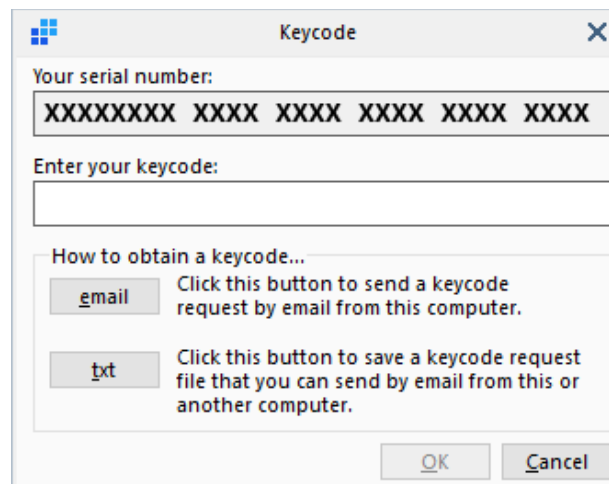 Keycode
Your serial number:
XXXXXXXX XXXX XXXX XXXX XXXX XXXX
Enter your keycode:
How to obtain a keycode...
email
Click this button to send a keycode
request by email from this computer.
txt
Click this button to save a keycode request
file that you can send by email from this or
another computer.
OK
Cancel